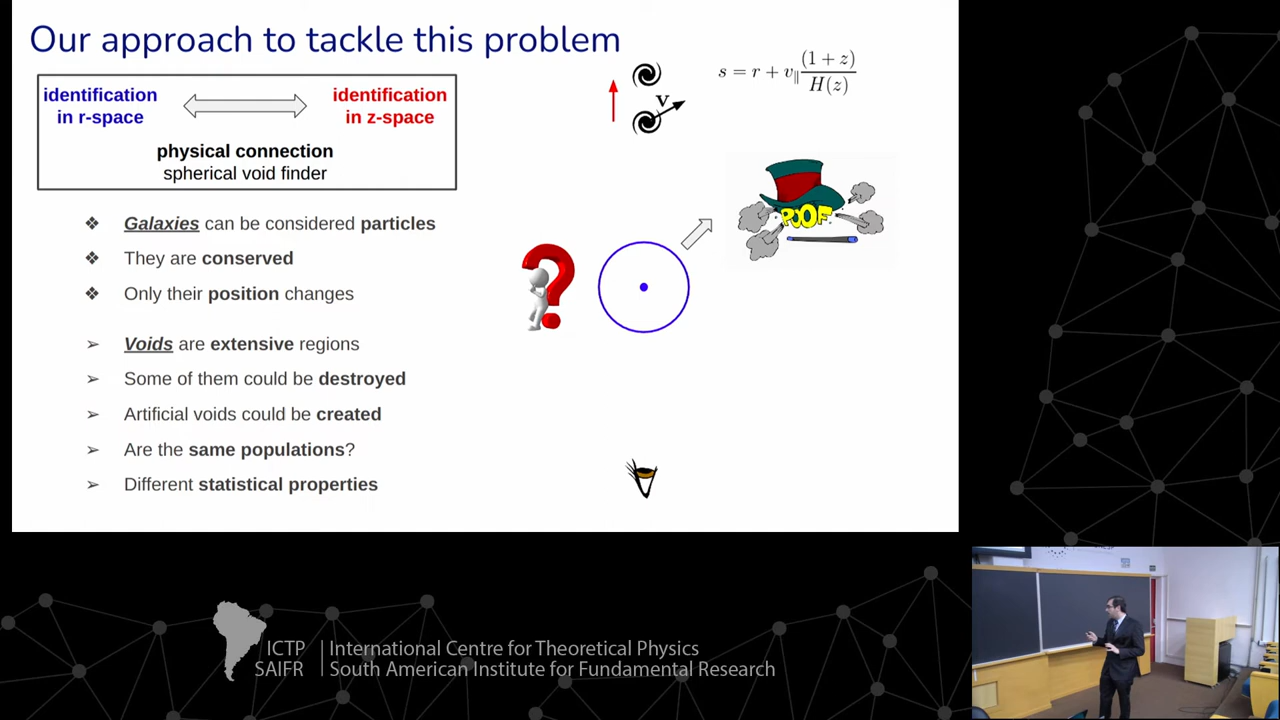 Our approach to tackle this problem
identification
in r-space
identification
in z-space
physical connection
spherical void finder
v
s = r + v∥ (1 + z) / H(z)
❖ Galaxies can be considered particles
❖ They are conserved
❖ Only their position changes
POOF
➢ Voids are extensive regions
➢ Some of them could be destroyed
➢ Artificial voids could be created
➢ Are the same populations?
➢ Different statistical properties
ICTP
SAIFR
International Centre for Theoretical Physics
South American Institute for Fundamental Research